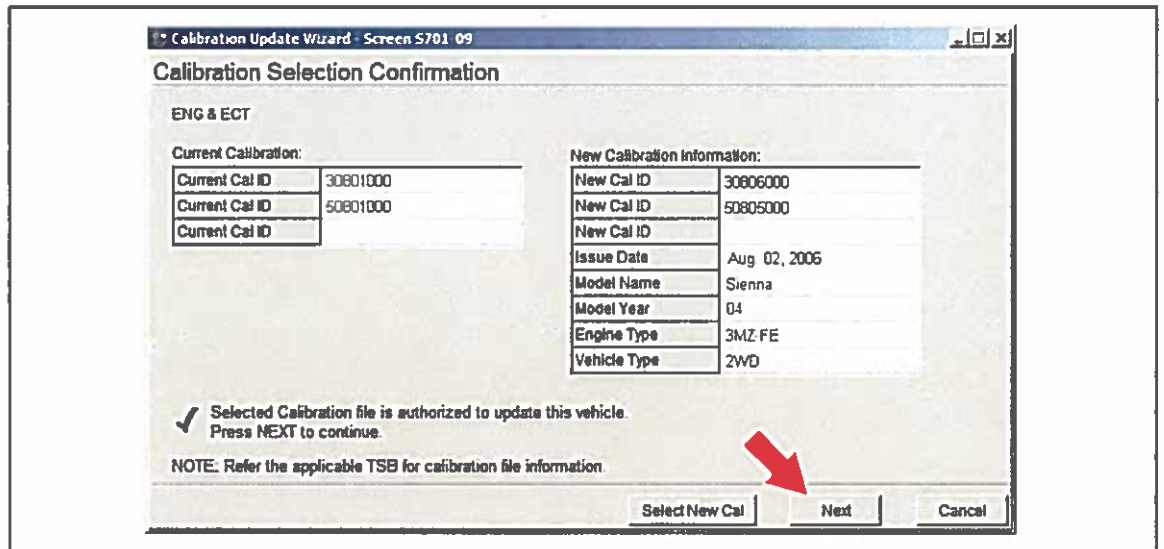 Calibration Update Wizard - Screen S701-09
Calibration Selection Confirmation
ENG & ECT
Current Calibration:
Current Cal ID 30801000
Current Cal ID 50801000
Current Cal ID
New Calibration Information:
New Cal ID 30806000
New Cal ID 50805000
New Cal ID
Issue Date Aug. 02, 2006
Model Name Sienna
Model Year 04
Engine Type 3MZ-FE
Vehicle Type 2WD
Selected Calibration file is authorized to update this vehicle.
Press NEXT to continue.
NOTE: Refer the applicable TSB for calibration file information.
Select New Cal Next Cancel